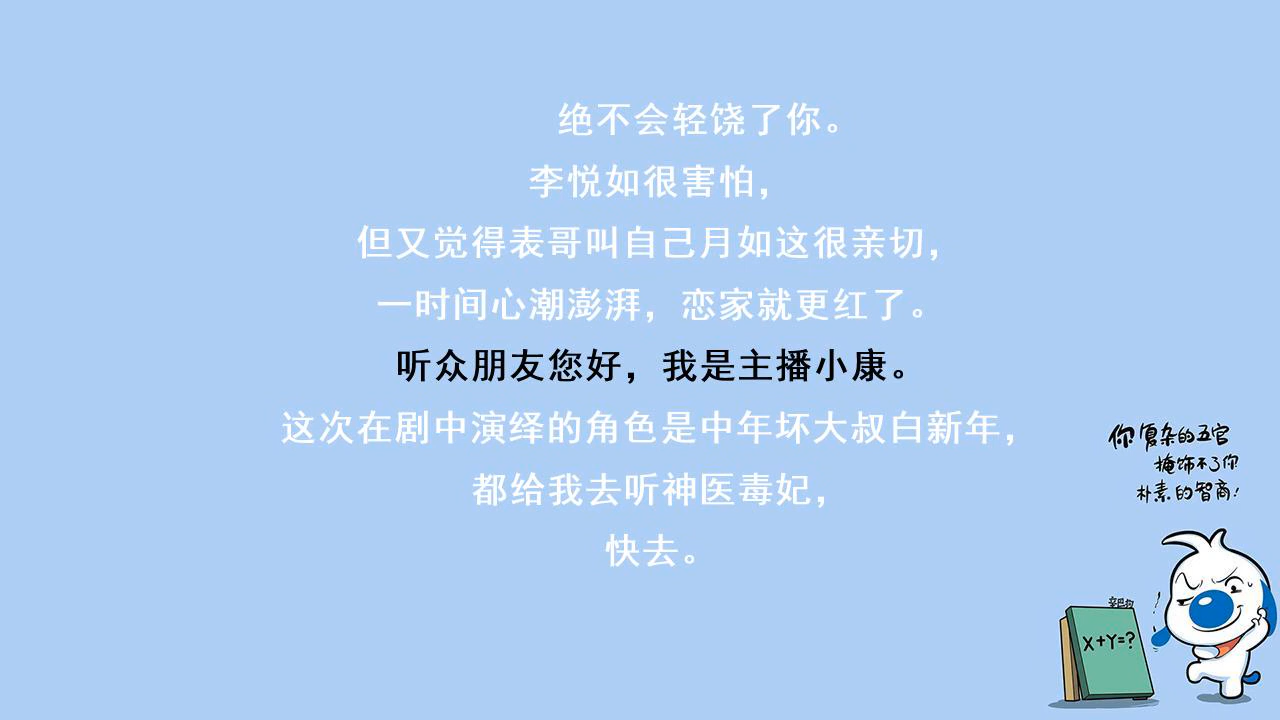 绝不会轻饶了你。
李悦如很害怕，
但又觉得表哥叫自己月如这很亲切，
一时间心潮澎湃，恋家就更红了。
听众朋友您好，我是主播小康。
这次在剧中演绎的角色是中年坏大叔白新年，
都给我去听神医毒妃，
快去。
你复杂的五官
掩饰不了你
朴素的智商！
X+Y=?